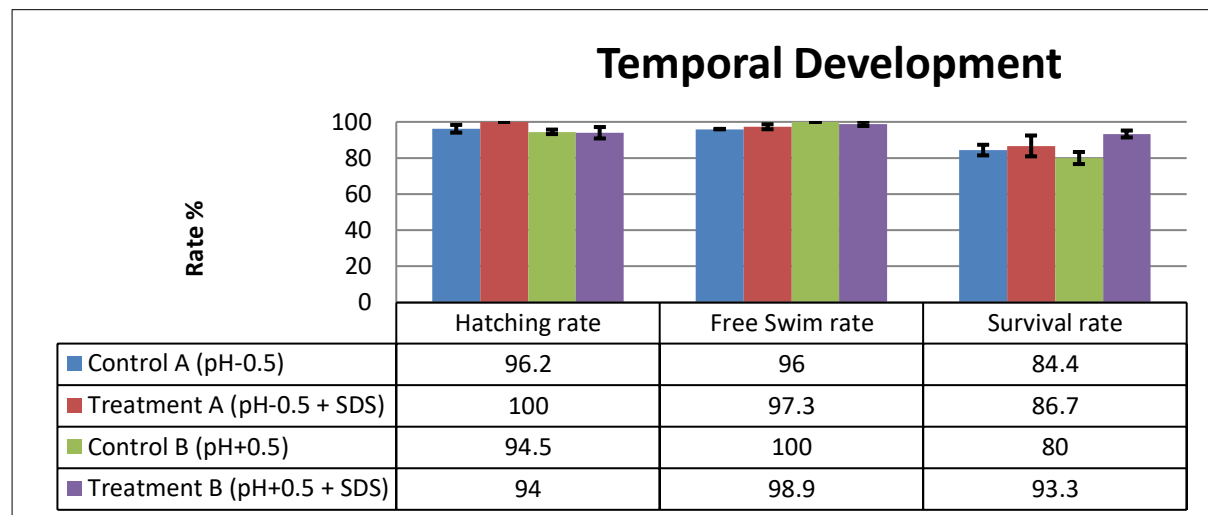 Temporal Development
Rate %
100
80
60
40
20
0
Hatching rate Free Swim rate Survival rate
Control A (pH-0.5) 96.2 96 84.4
Treatment A (pH-0.5 + SDS) 100 97.3 86.7
Control B (pH+0.5) 94.5 100 80
Treatment B (pH+0.5 + SDS) 94 98.9 93.3